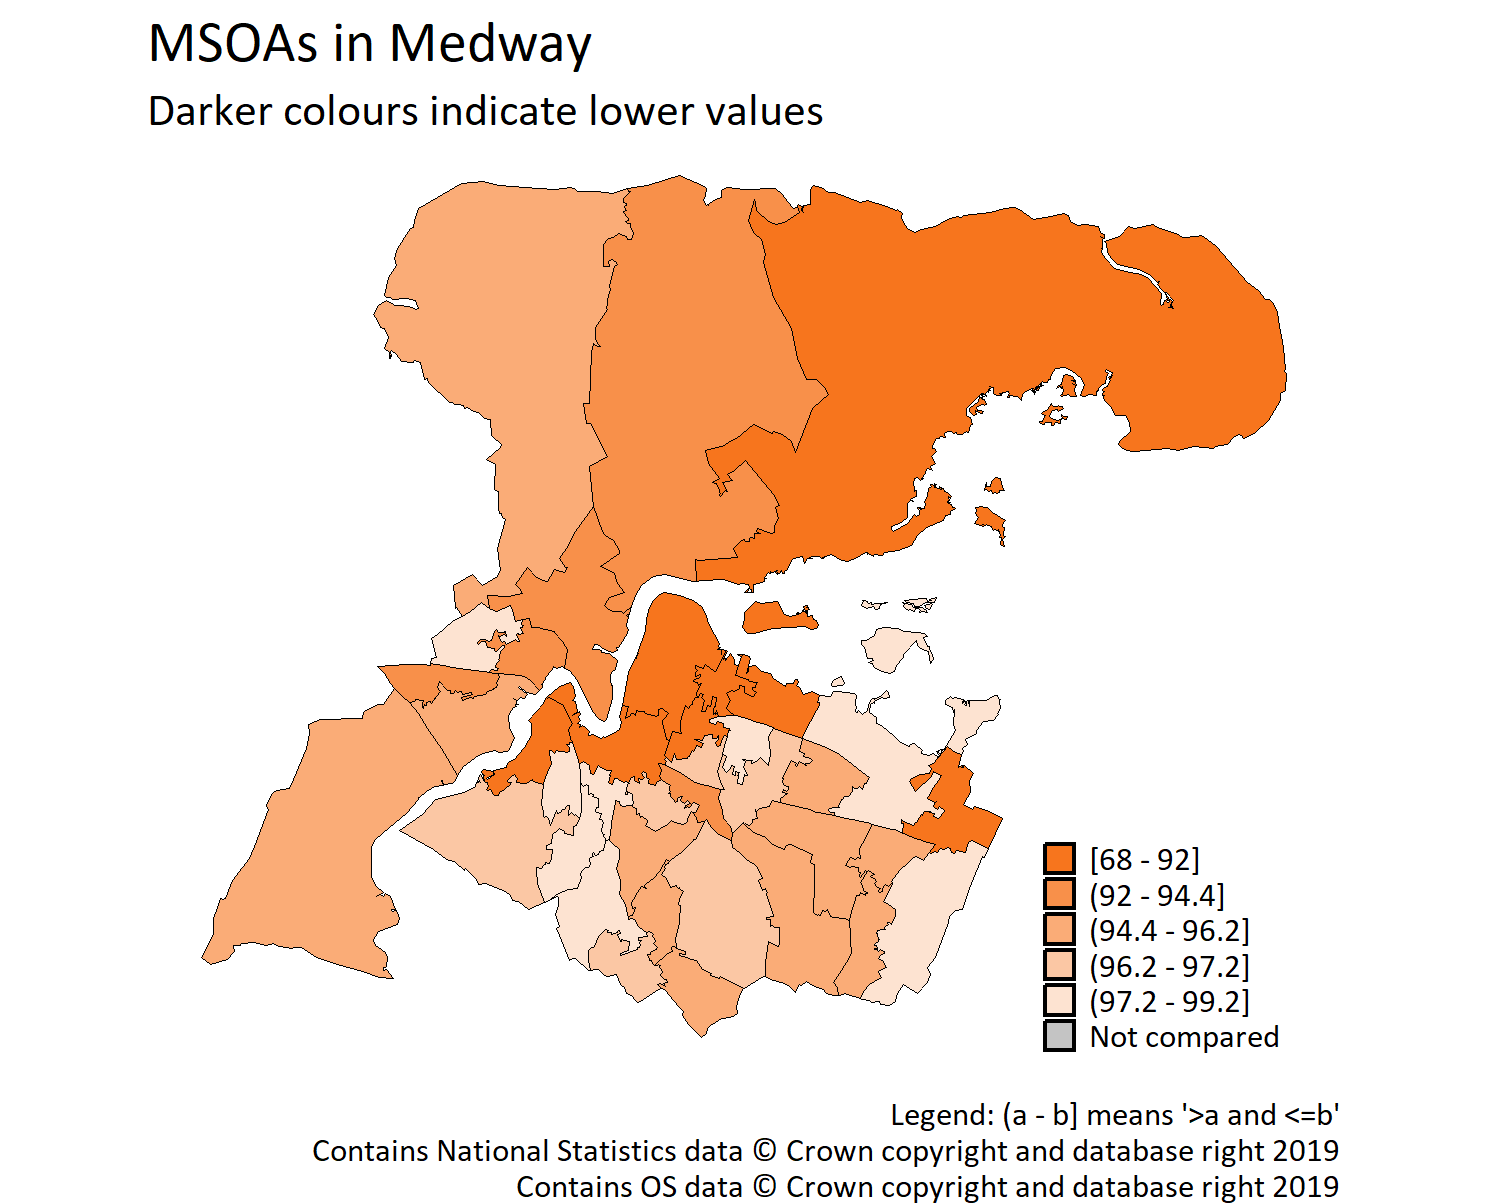 MSOAs in Medway
Darker colours indicate lower values
[68 - 92]
(92 - 94.4]
(94.4 - 96.2]
(96.2 - 97.2]
(97.2 - 99.2]
Not compared
Legend: (a - b] means '>a and <=b'
Contains National Statistics data © Crown copyright and database right 2019
Contains OS data © Crown copyright and database right 2019